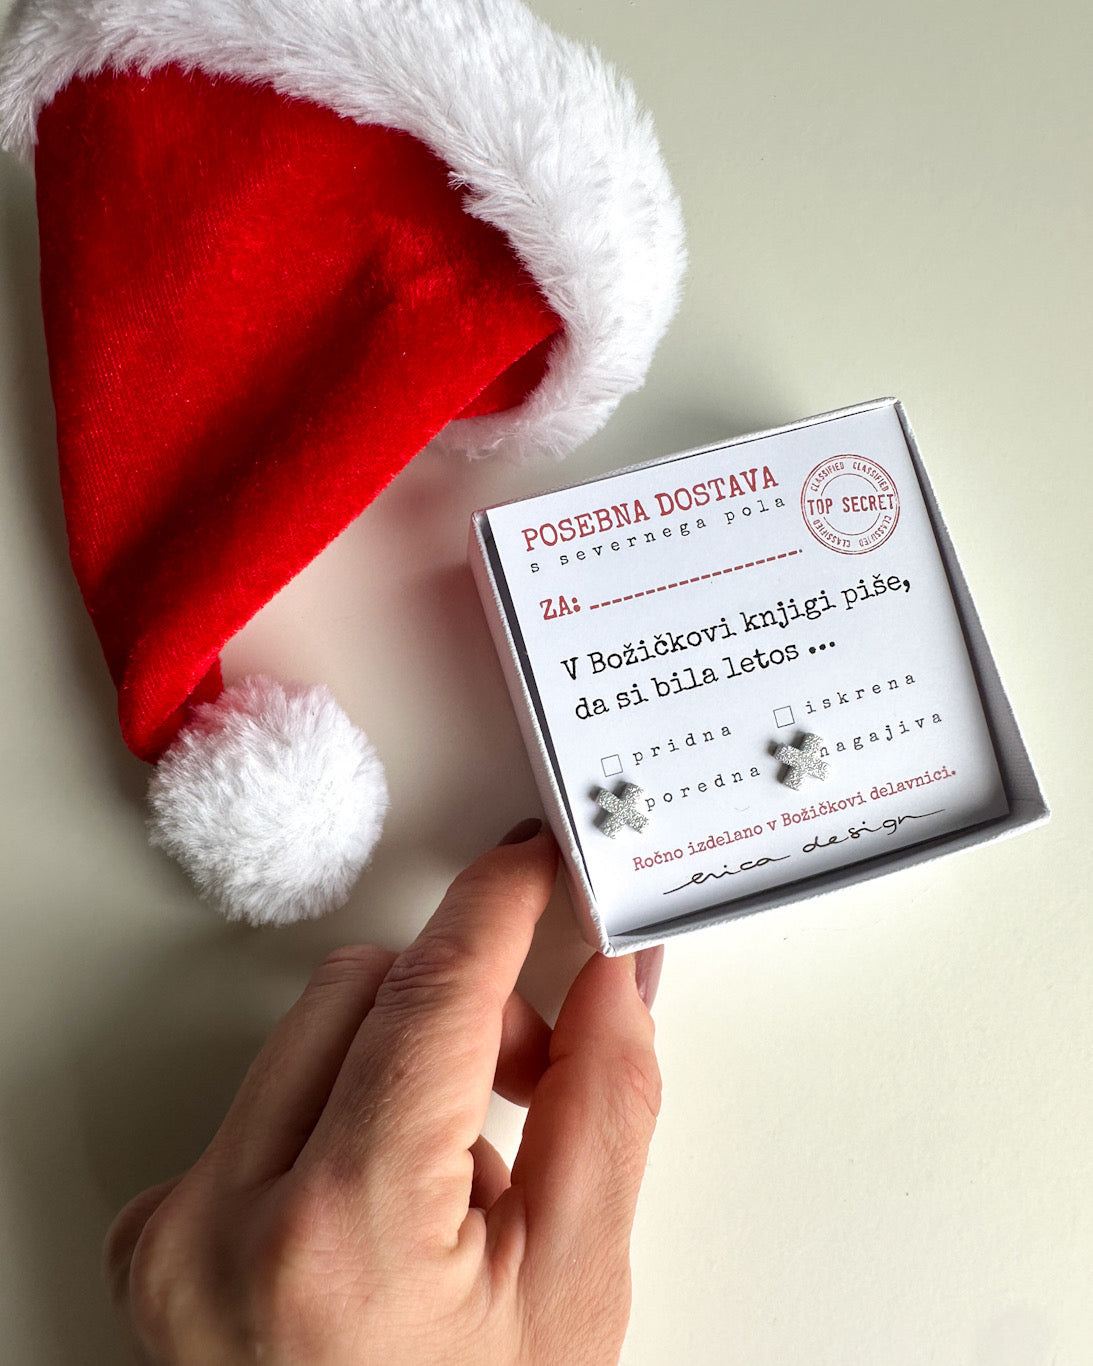 POSEBNA DOSTAVA
s severnega pola
CLASSIFIED CLASSIFIED
TOP SECRET
CLASSIFIED CLASSIFIED
ZA:
V Božičkovi knjigi piše,
da si bila letos ...
pridna
iskrena
poredna
nagajiva
Ročno izdelano v Božičkovi delavnici.
erica design